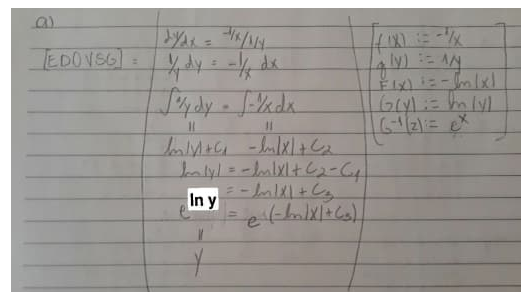 a)
dy/dx = -1/x/1/y
[EDOVSG] = 1/y dy = -1/x dx
∫1/y dy = ∫-1/x dx
ln|y|+C1 -ln|x|+C2
ln|y| = -ln|x|+C2-C1
= -ln|x|+C3
e ln y = e^(-ln|x|+C3)
y
f(x) := -1/x
g(y) := 1/y
F(x) := -ln|x|
G(y) := ln|y|
G-1(z) := e^x